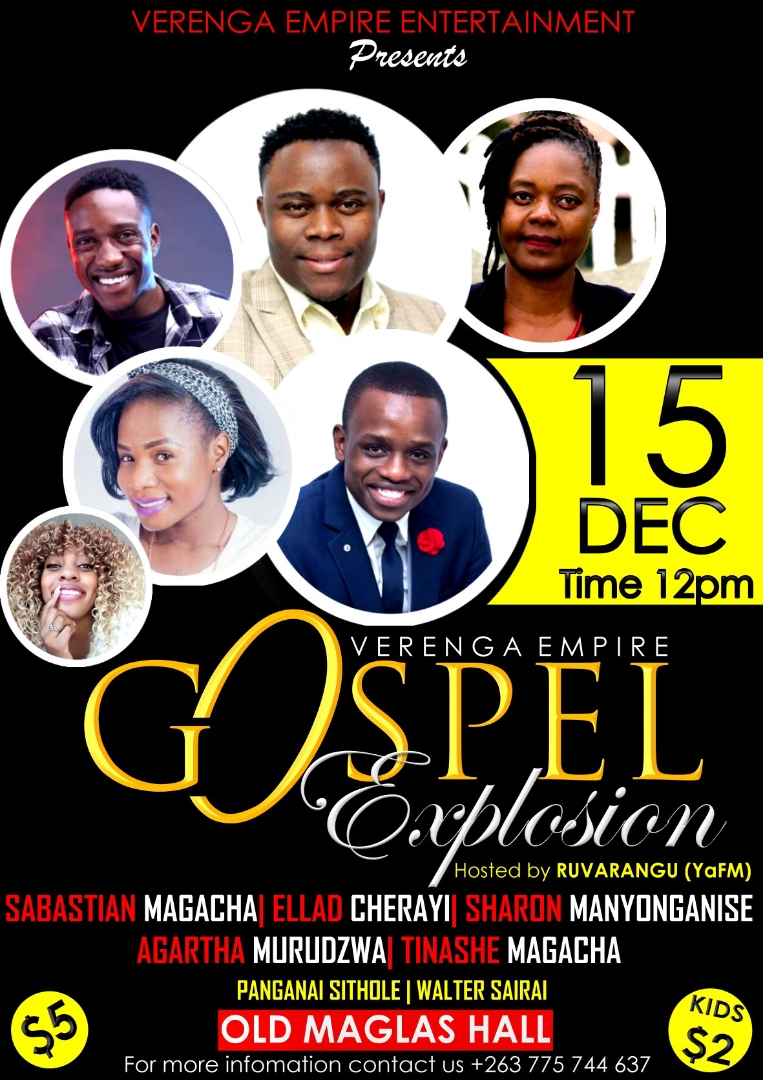 VERENGA EMPIRE ENTERTAINMENT
Presents
15
DEC
Time 12pm
VERENGA EMPIRE
GOSPEL
Explosion
Hosted by RUVARANGU (YaFM)
SABASTIAN MAGACHA| ELLAD CHERAYI| SHARON MANYONGANISE
AGARTHA MURUDZWA| TINASHE MAGACHA
PANGANAI SITHOLE | WALTER SAIRAI
$5
OLD MAGLAS HALL
KIDS
$2
For more infomation contact us +263 775 744 637